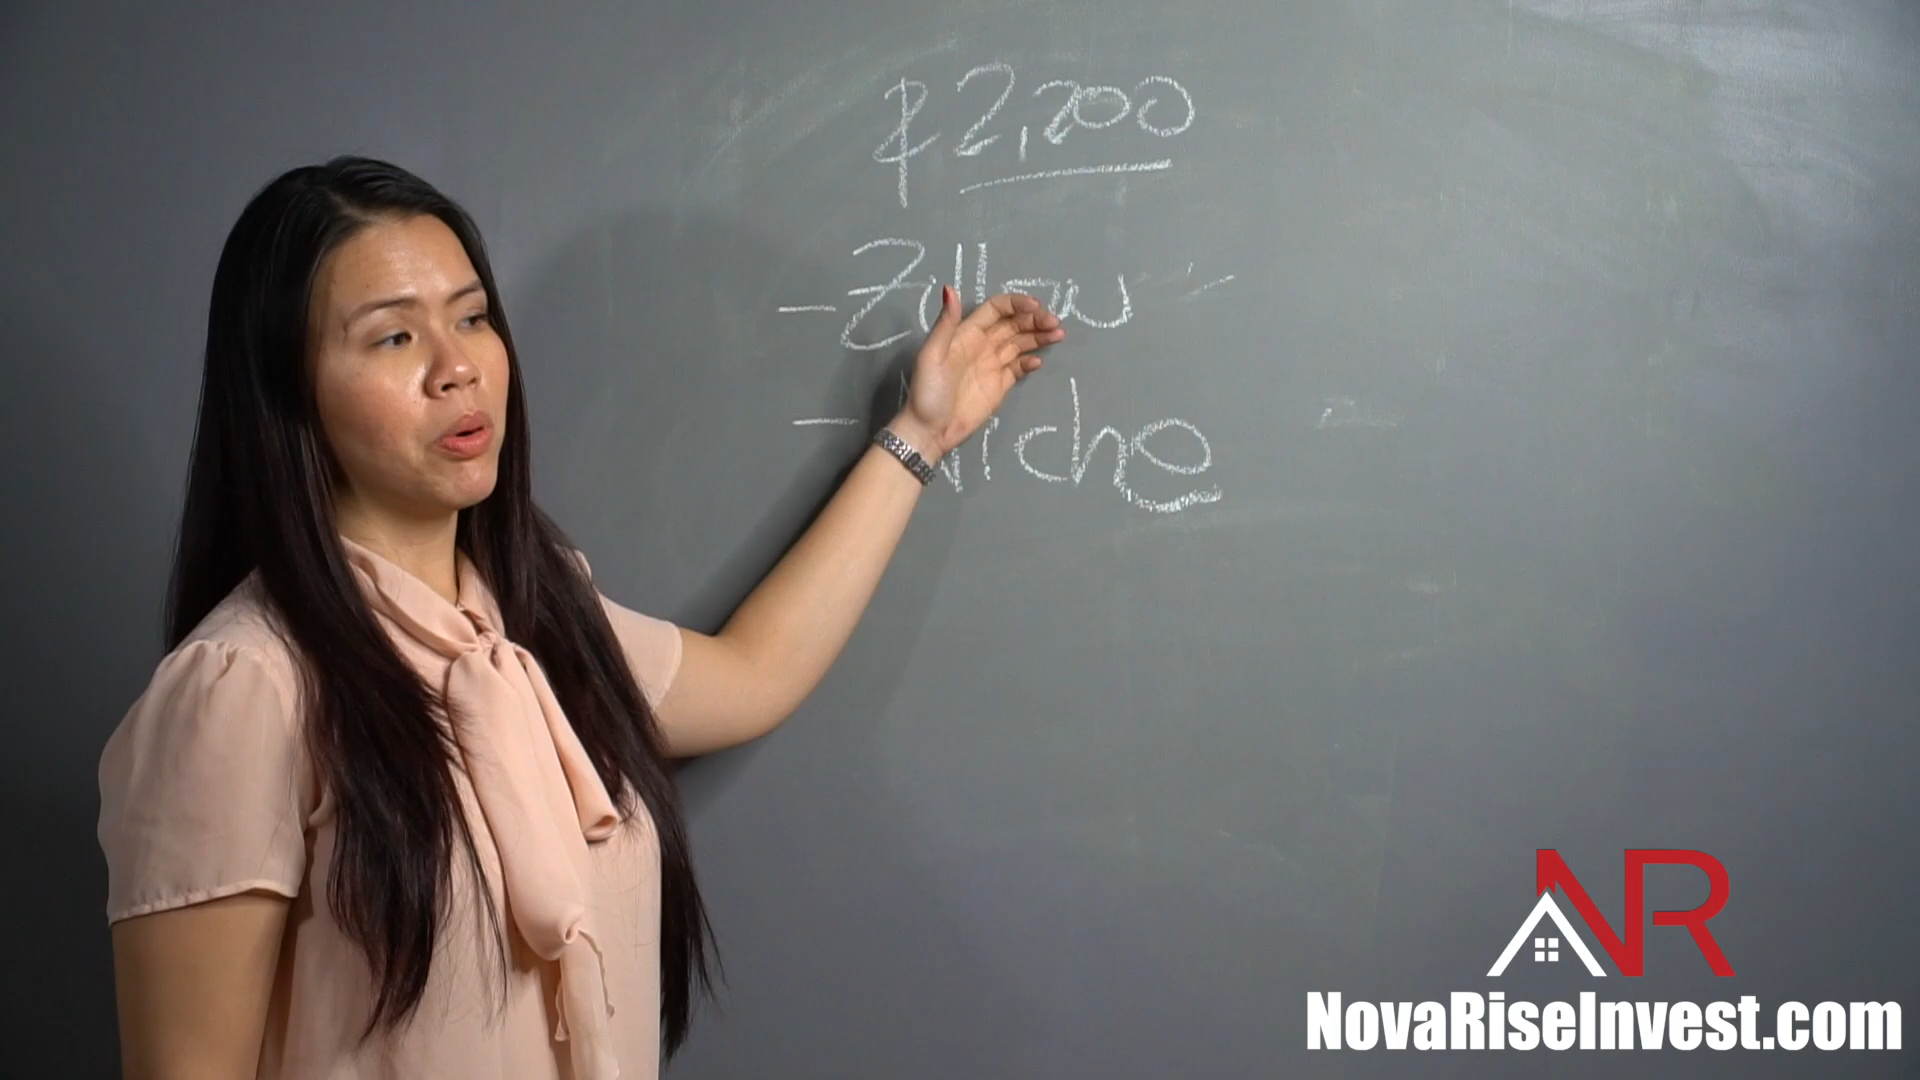 $2,200
- Zillow
- Niche
NR
NovaRiseInvest.com